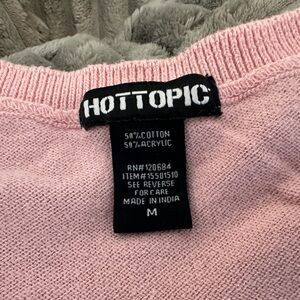 HOTTOPIC
50%COTTON
50%ACRYLIC
RN#120684
ITEM#15501510
SEE REVERSE
FOR CARE
MADE IN INDIA
M